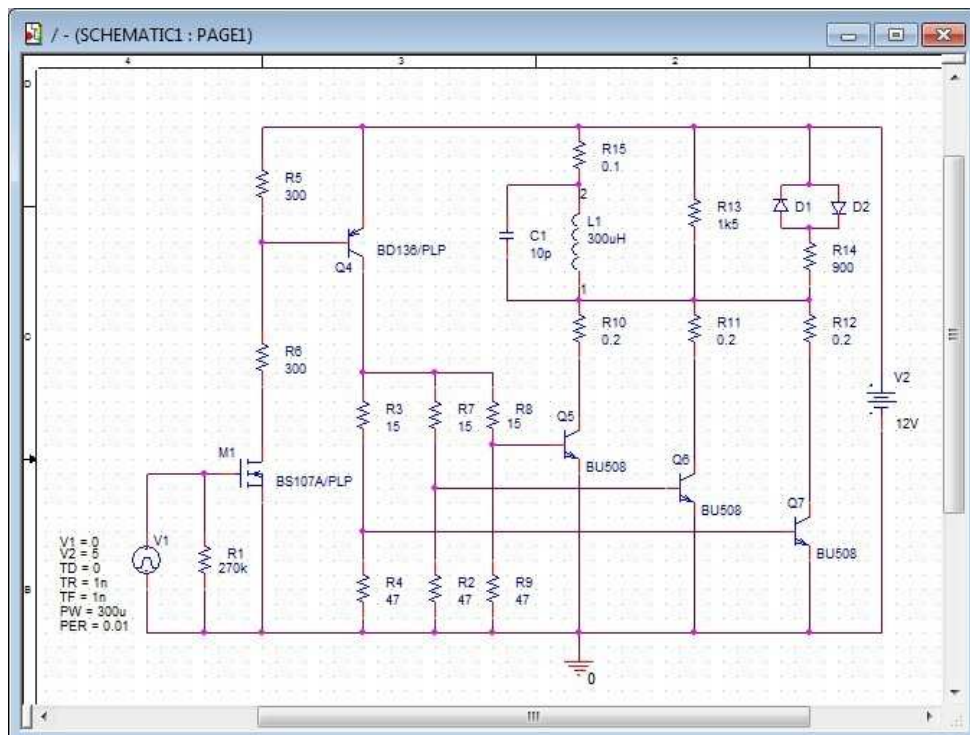 / - (SCHEMATIC1 : PAGE1)
4
3
2
D
C
B
R5
300
BD136/PLP
Q4
R6
300
R15
0.1
2
L1
300uH
C1
10p
1
R13
1k5
D1
D2
R14
900
R10
0.2
R11
0.2
R12
0.2
V2
12V
R3
15
R7
15
R8
15
Q5
BU508
Q6
BU508
Q7
BU508
M1
BS107A/PLP
V1
R1
270k
V1 = 0
V2 = 5
TD = 0
TR = 1n
TF = 1n
PW = 300u
PER = 0.01
R4
47
R2
47
R9
47
0